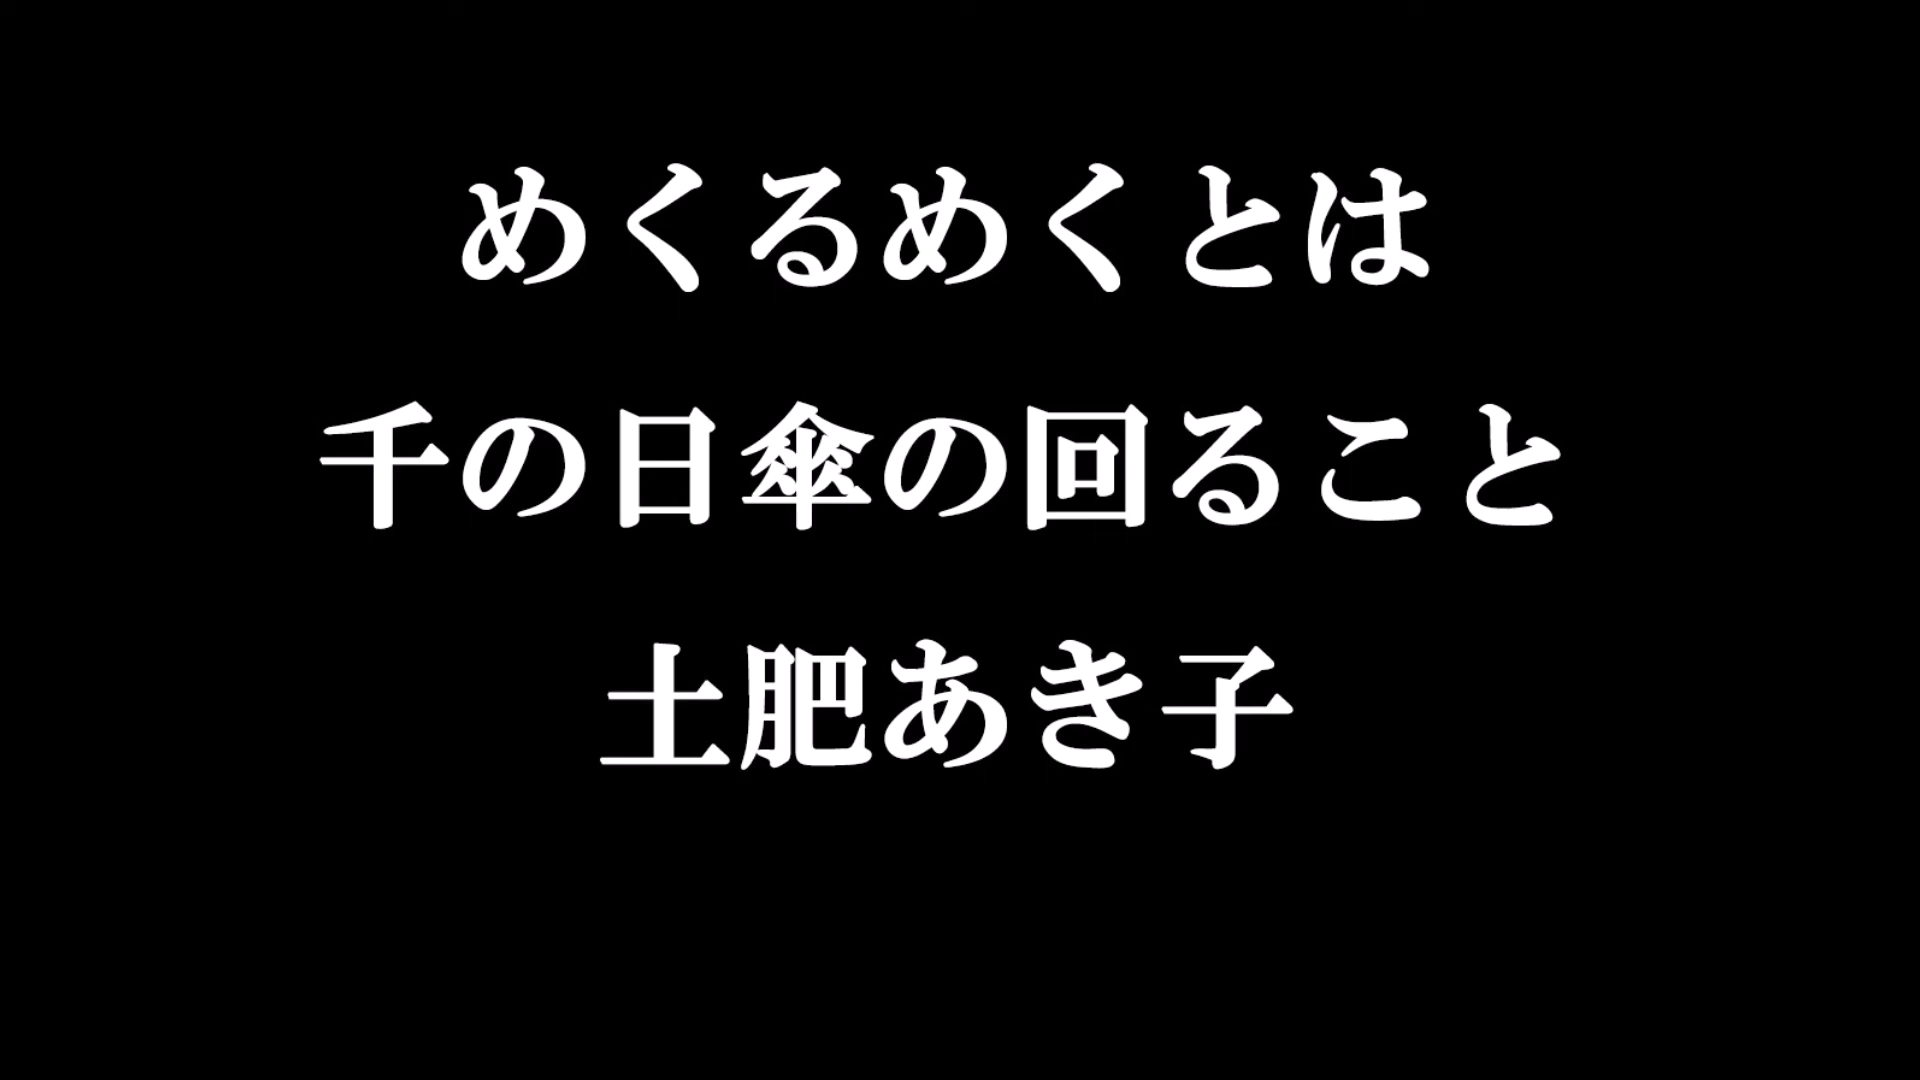 めくるめくとは
千の日傘の回ること
土肥あき子